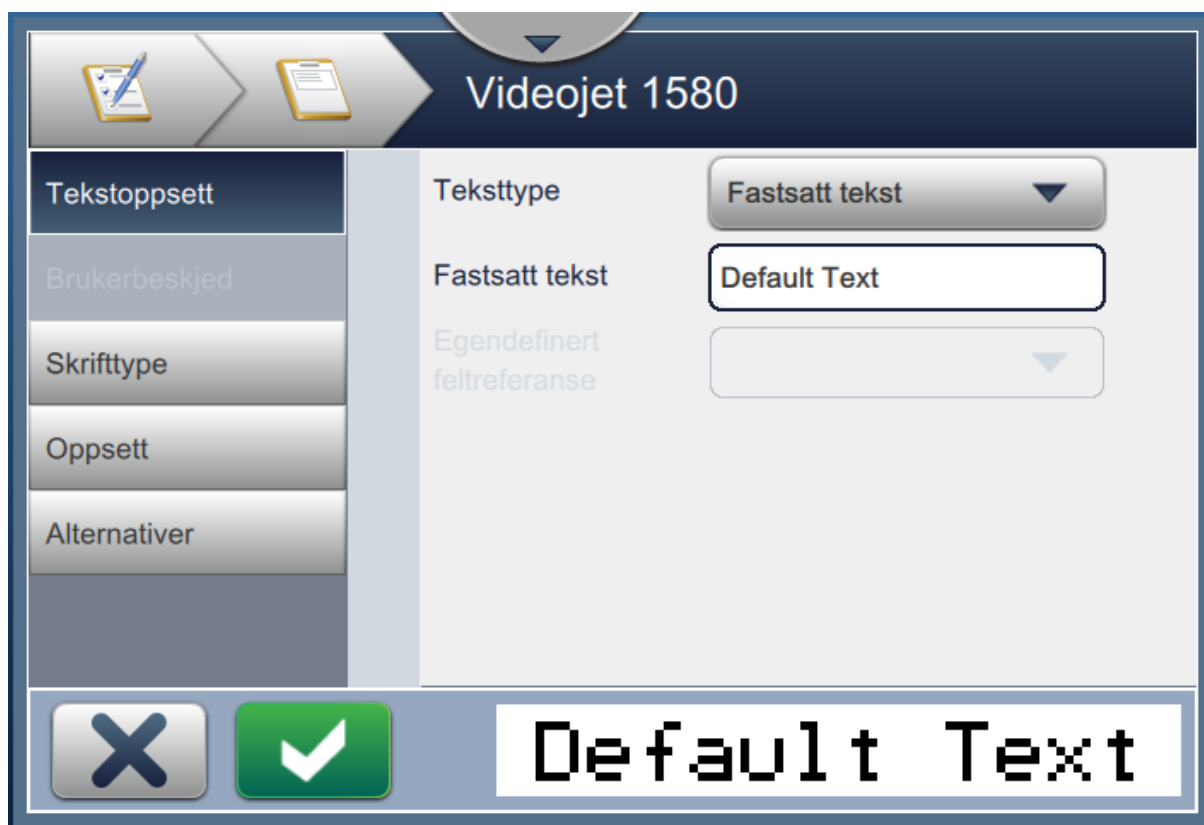 Videojet 1580
Tekstoppsett
Brukerbeskjed
Skrifttype
Oppsett
Alternativer
Teksttype
Fastsatt tekst
Fastsatt tekst
Default Text
Egendefinert
feltreferanse
Default Text